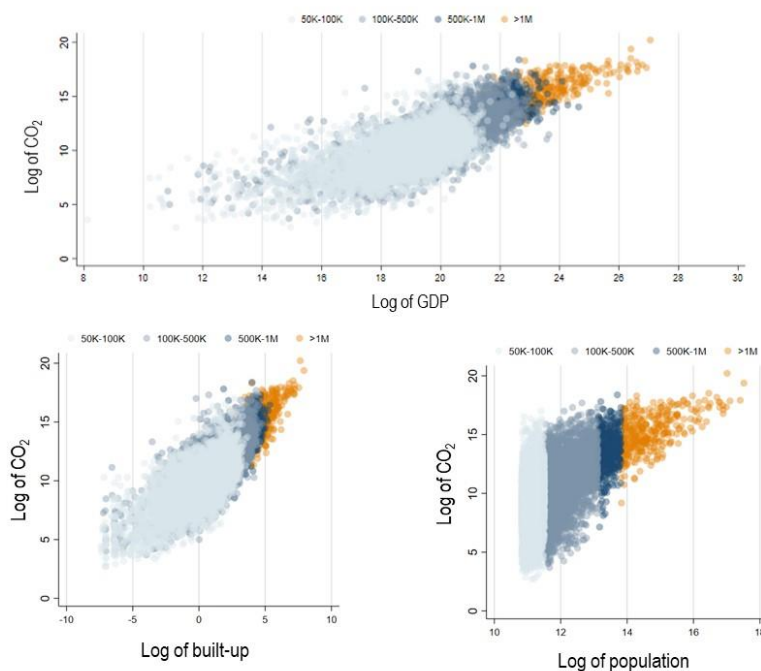 50K-100K 100K-500K 500K-1M >1M
20
15
10
5
0
Log of CO₂
8 10 12 14 16 18 20 22 24 26 28 30
Log of GDP
50K-100K 100K-500K 500K-1M >1M
20
15
10
5
0
Log of CO₂
-10 -5 0 5 10
Log of built-up
50K-100K 100K-500K 500K-1M >1M
20
15
10
5
0
Log of CO₂
10 12 14 16 18
Log of population